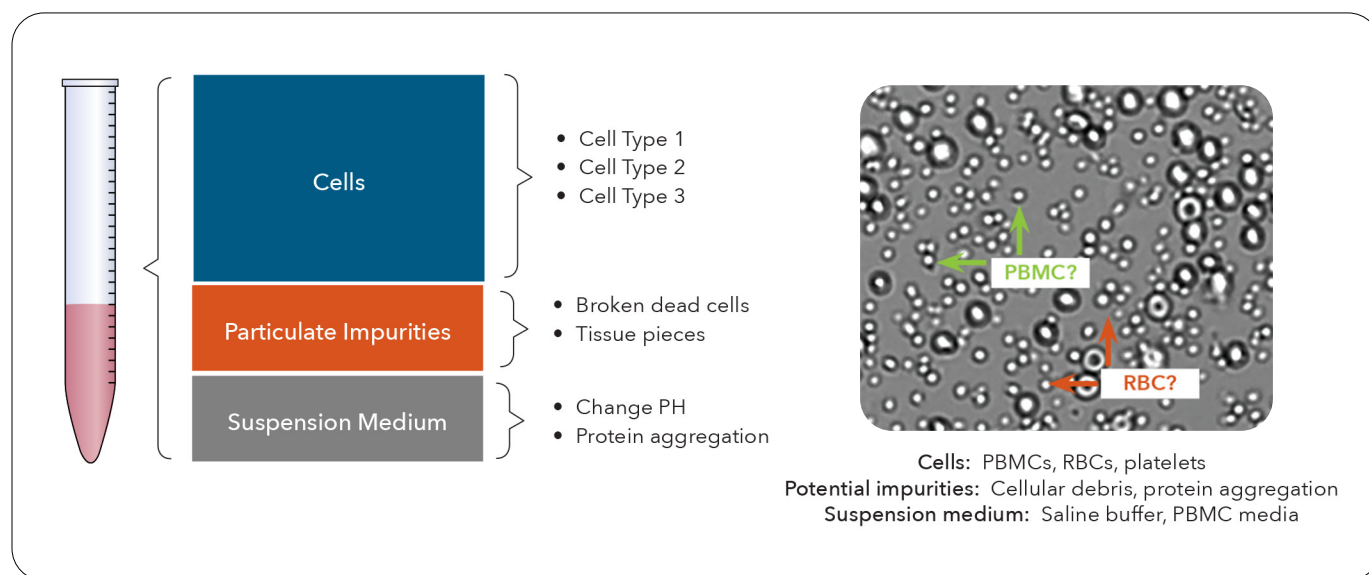 Cells
• Cell Type 1
• Cell Type 2
• Cell Type 3
Particulate Impurities
• Broken dead cells
• Tissue pieces
Suspension Medium
• Change PH
• Protein aggregation
PBMC?
RBC?
Cells: PBMCs, RBCs, platelets
Potential impurities: Cellular debris, protein aggregation
Suspension medium: Saline buffer, PBMC media